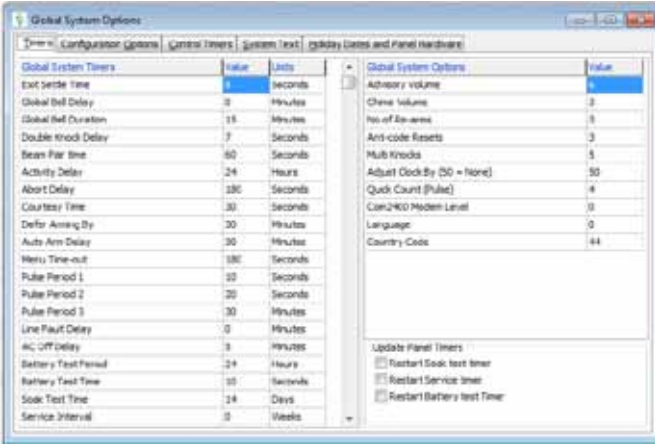 Global System Options
Timers Configuration Options Control Timers System Text Holiday Dates and Panel Hardware
Global System Timers Value Units
Exit Settle Time Seconds
Global Bell Delay 0 Minutes
Global Bell Duration 15 Minutes
Double Knock Delay 7 Seconds
Beam Pair time 60 Seconds
Activity Delay 24 Hours
Abort Delay 180 Seconds
Courtesy Time 30 Seconds
Defer Arming By 30 Minutes
Auto Arm Delay 30 Minutes
Menu Time-out 180 Seconds
Pulse Period 1 10 Seconds
Pulse Period 2 20 Seconds
Pulse Period 3 30 Minutes
Line Fault Delay 0 Minutes
AC Off Delay Minutes
Battery Test Period 24 Hours
Battery Test Time 10 Seconds
Soak Test Time 14 Days
Service Interval 0 Weeks
Global System Options Value
Advisory Volume
Chime Volume 3
No of Re-arms 3
Anti-code Resets 3
Multi Knocks 5
Adjust Clock By (50 = None) 50
Quick Count (Pulse) 4
Com2400 Modem Level 0
Language 0
Country Code 44
Update Panel Timers
Restart Soak test timer
Restart Service timer
Restart Battery test Timer